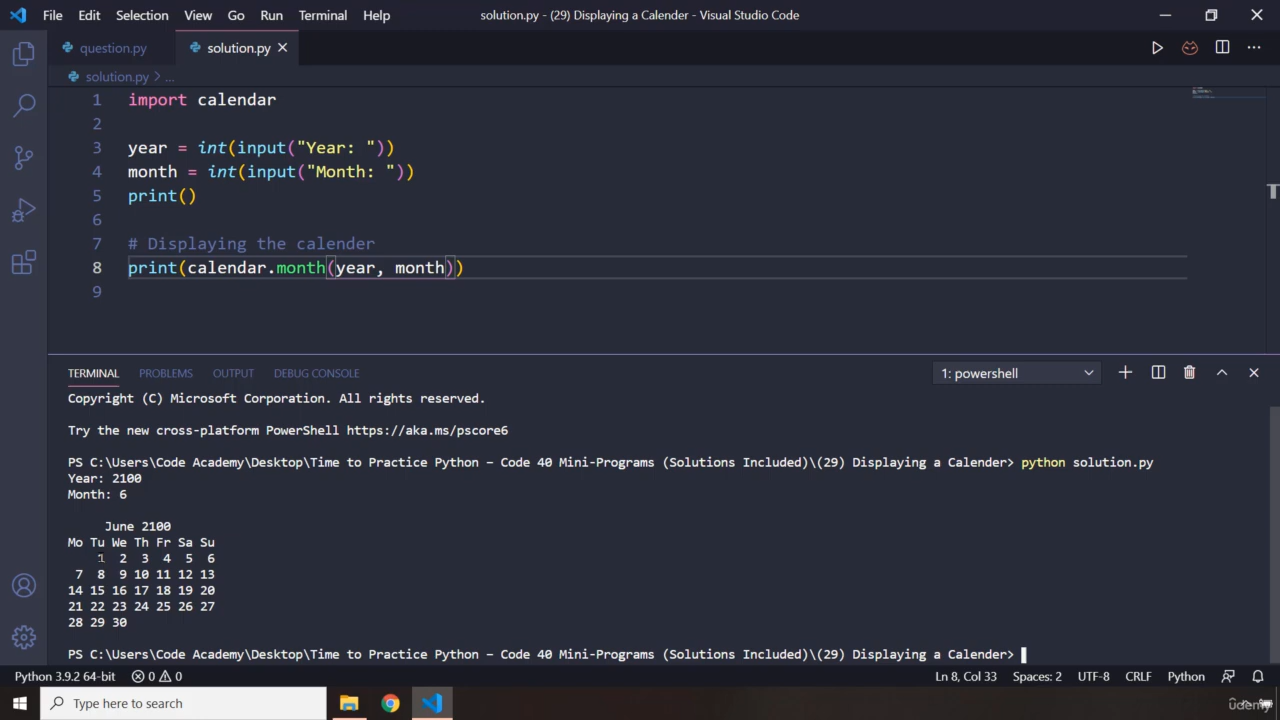 File Edit Selection View Go Run Terminal Help solution.py - (29) Displaying a Calender - Visual Studio Code
question.py solution.py
solution.py > ...
1 import calendar
2
3 year = int(input("Year: "))
4 month = int(input("Month: "))
5 print()
6
7 # Displaying the calender
8 print(calendar.month(year, month))
9
TERMINAL PROBLEMS OUTPUT DEBUG CONSOLE 1: powershell
Copyright (C) Microsoft Corporation. All rights reserved.
Try the new cross-platform PowerShell https://aka.ms/pscore6
PS C:\Users\Code Academy\Desktop\Time to Practice Python – Code 40 Mini-Programs (Solutions Included)\(29) Displaying a Calender> python solution.py
Year: 2100
Month: 6
June 2100
Mo Tu We Th Fr Sa Su
1 2 3 4 5 6
7 8 9 10 11 12 13
14 15 16 17 18 19 20
21 22 23 24 25 26 27
28 29 30
PS C:\Users\Code Academy\Desktop\Time to Practice Python – Code 40 Mini-Programs (Solutions Included)\(29) Displaying a Calender>
Python 3.9.2 64-bit 0 0 Ln 8, Col 33 Spaces: 2 UTF-8 CRLF Python
Type here to search
udemy